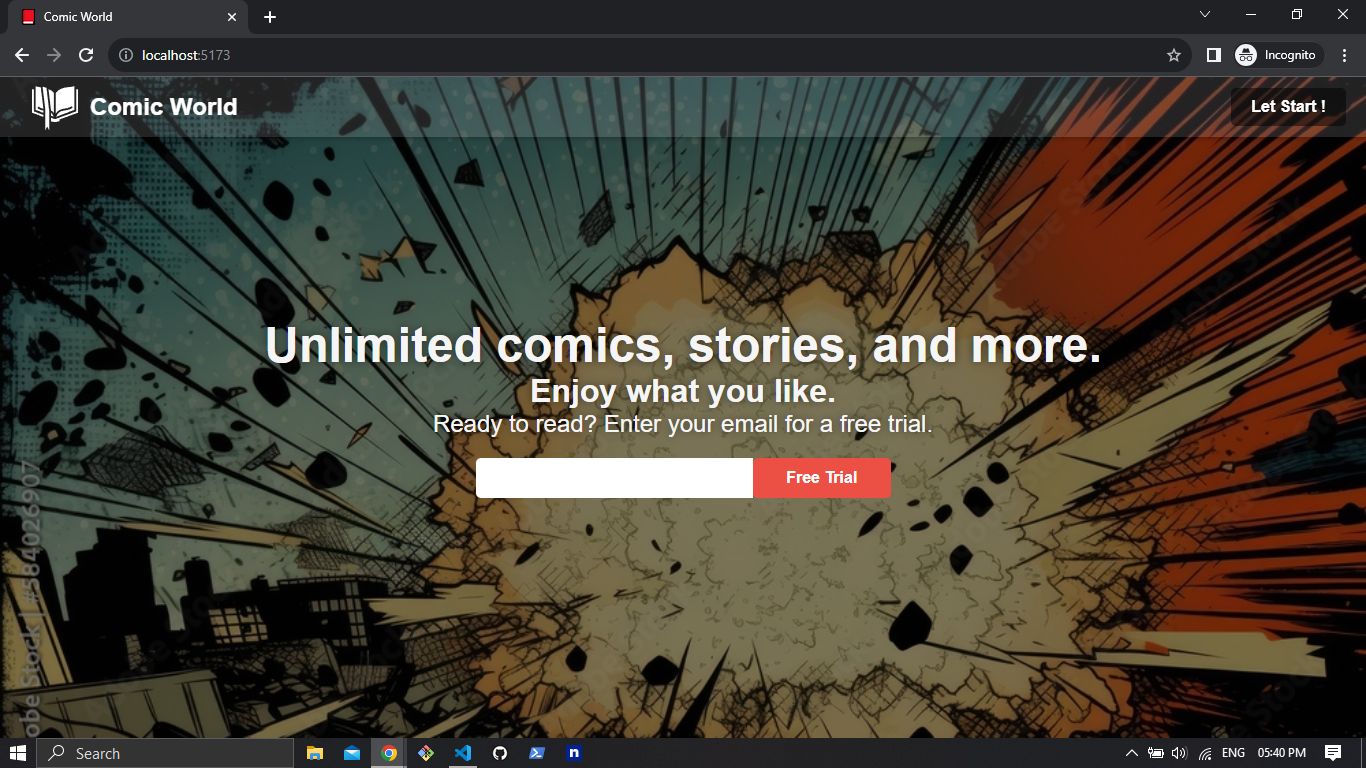 Comic World
localhost:5173
Incognito
Comic World
Let Start !
Unlimited comics, stories, and more.
Enjoy what you like.
Ready to read? Enter your email for a free trial.
Free Trial
obe Stock | #584026907
Search
n
ENG
05:40 PM